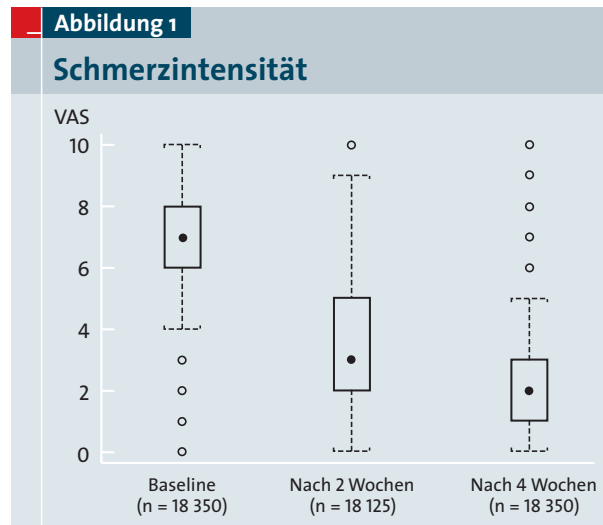 Abbildung 1
Schmerzintensität
VAS
10
8
6
4
2
0
Baseline
(n = 18 350)
Nach 2 Wochen
(n = 18 125)
Nach 4 Wochen
(n = 18 350)